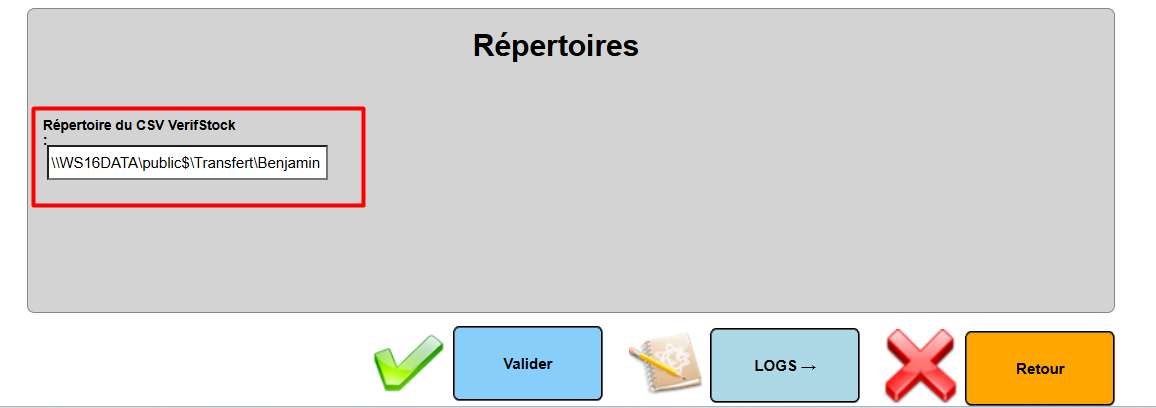 Répertoires
Répertoire du CSV VerifStock
:
\\WS16DATA\public$\Transfert\Benjamin
Valider
LOGS →
Retour